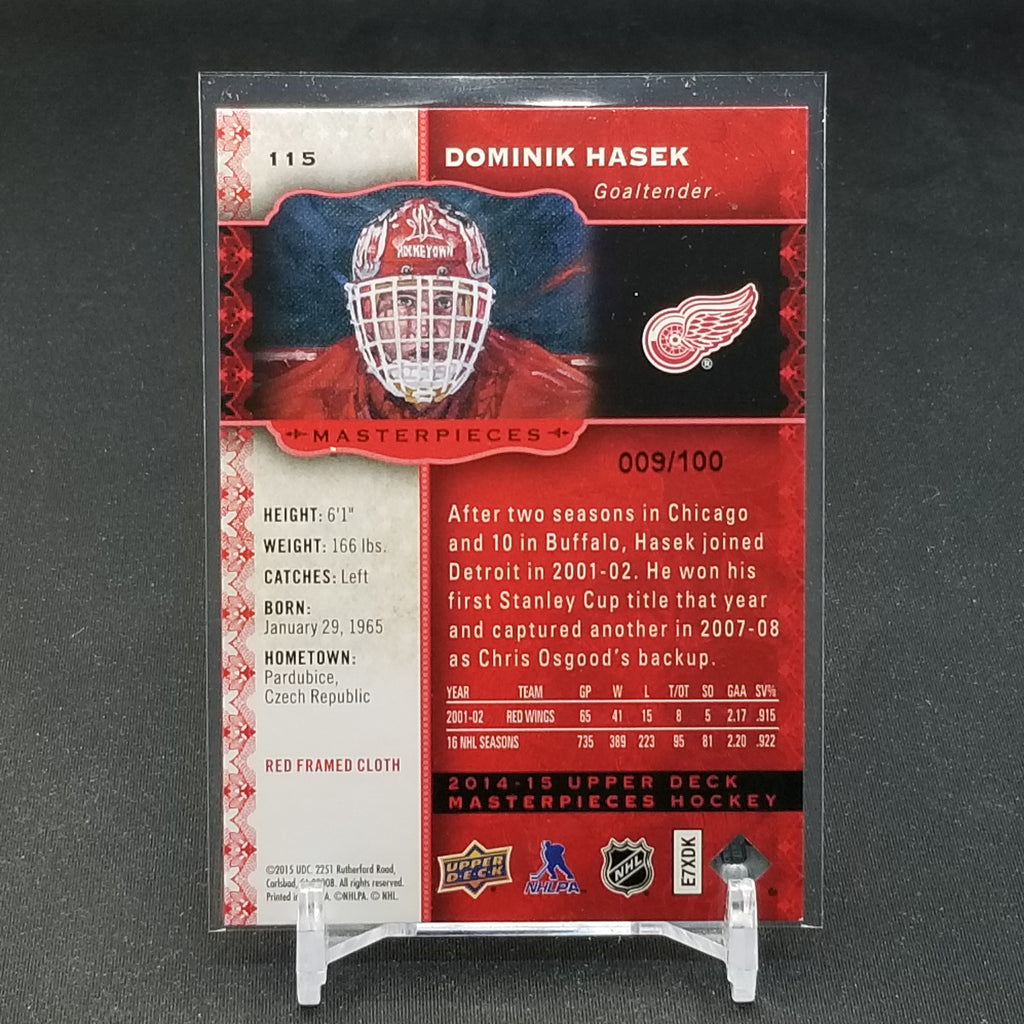 115
DOMINIK HASEK
Goaltender
HOCKEYTOWN
®
MASTERPIECES
009/100
HEIGHT: 6'1"
WEIGHT: 166 lbs.
CATCHES: Left
BORN:
January 29, 1965
HOMETOWN:
Pardubice,
Czech Republic
RED FRAMED CLOTH
After two seasons in Chicago
and 10 in Buffalo, Hasek joined
Detroit in 2001-02. He won his
first Stanley Cup title that year
and captured another in 2007-08
as Chris Osgood's backup.
YEAR TEAM GP W L T/OT SO GAA SV%
2001-02 RED WINGS 65 41 15 8 5 2.17 .915
16 NHL SEASONS 735 389 223 95 81 2.20 .922
2014-15 UPPER DECK
MASTERPIECES HOCKEY
©2015 UDC. 2251 Rutherford Road,
Carlsbad, 92008. All rights reserved.
Printed in ©NHLPA. © NHL.
UPPER
DECK
NHLPA
NHL
E7XDK